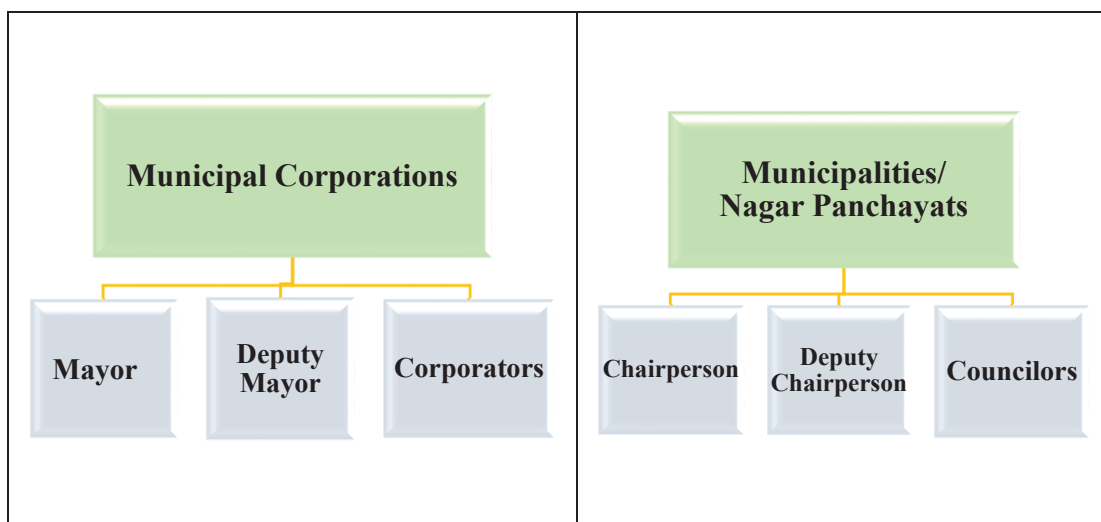 Municipal Corporations
Mayor
Deputy
Mayor
Corporators
Municipalities/
Nagar Panchayats
Chairperson
Deputy
Chairperson
Councilors